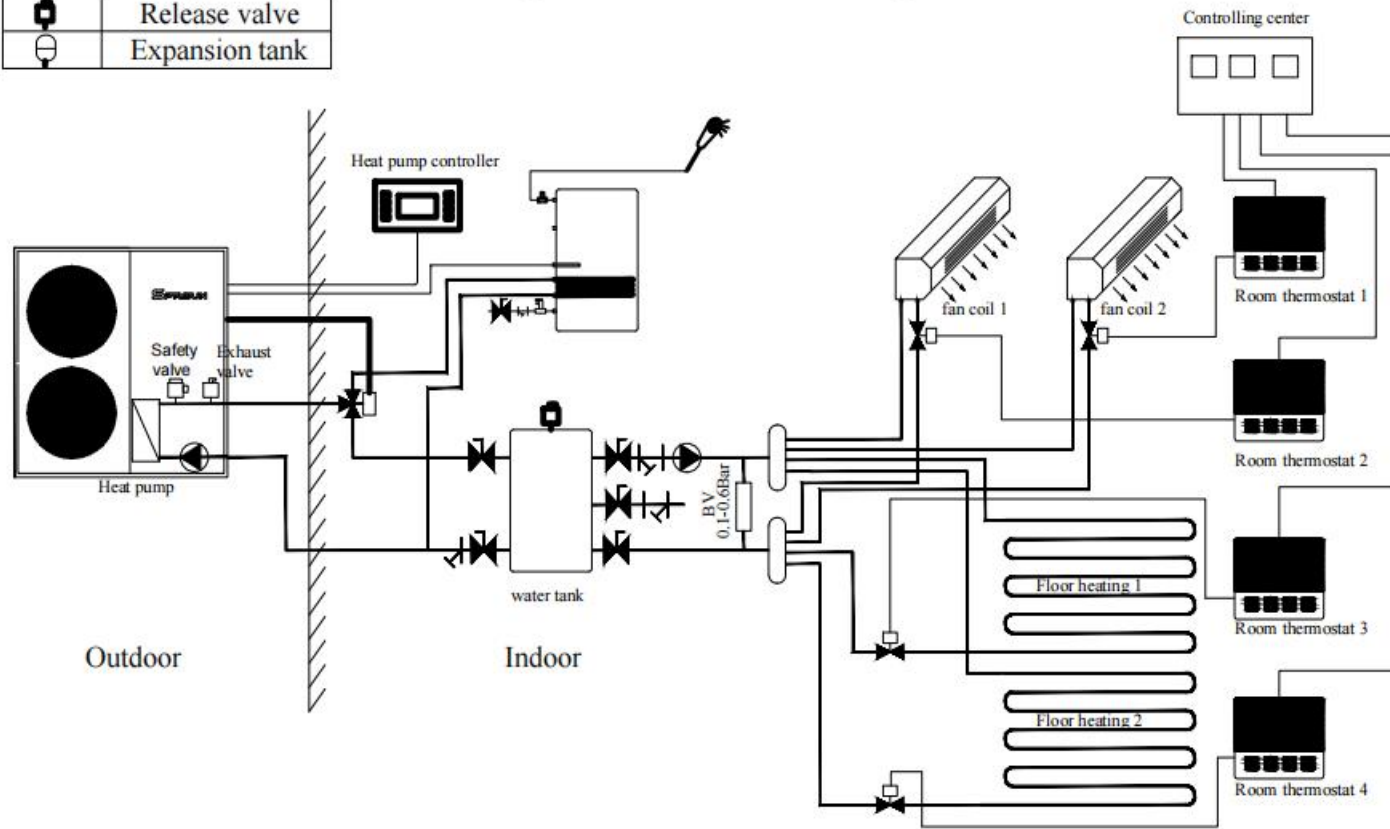 Release valve
Expansion tank
Controlling center
Heat pump controller
SPRSUN
Safety
valve
Exhaust
valve
Heat pump
fan coil 1
fan coil 2
Room thermostat 1
Room thermostat 2
BV
0.1-0.6Bar
water tank
Floor heating 1
Room thermostat 3
Outdoor
Indoor
Floor heating 2
Room thermostat 4